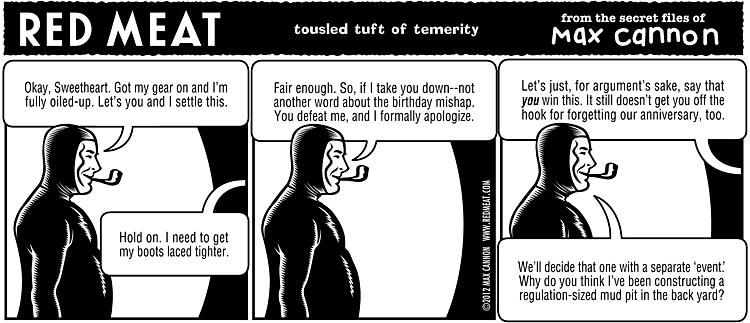 RED MEAT
tousled tuft of temerity
from the secret files of
Max Cannon
Okay, Sweetheart. Got my gear on and I'm
fully oiled-up. Let's you and I settle this.
Hold on. I need to get
my boots laced tighter.
Fair enough. So, if I take you down--not
another word about the birthday mishap.
You defeat me, and I formally apologize.
©2012 MAX CANNON WWW.REDMEAT.COM
Let's just, for argument's sake, say that
you win this. It still doesn't get you off the
hook for forgetting our anniversary, too.
We'll decide that one with a separate 'event.'
Why do you think I've been constructing a
regulation-sized mud pit in the back yard?